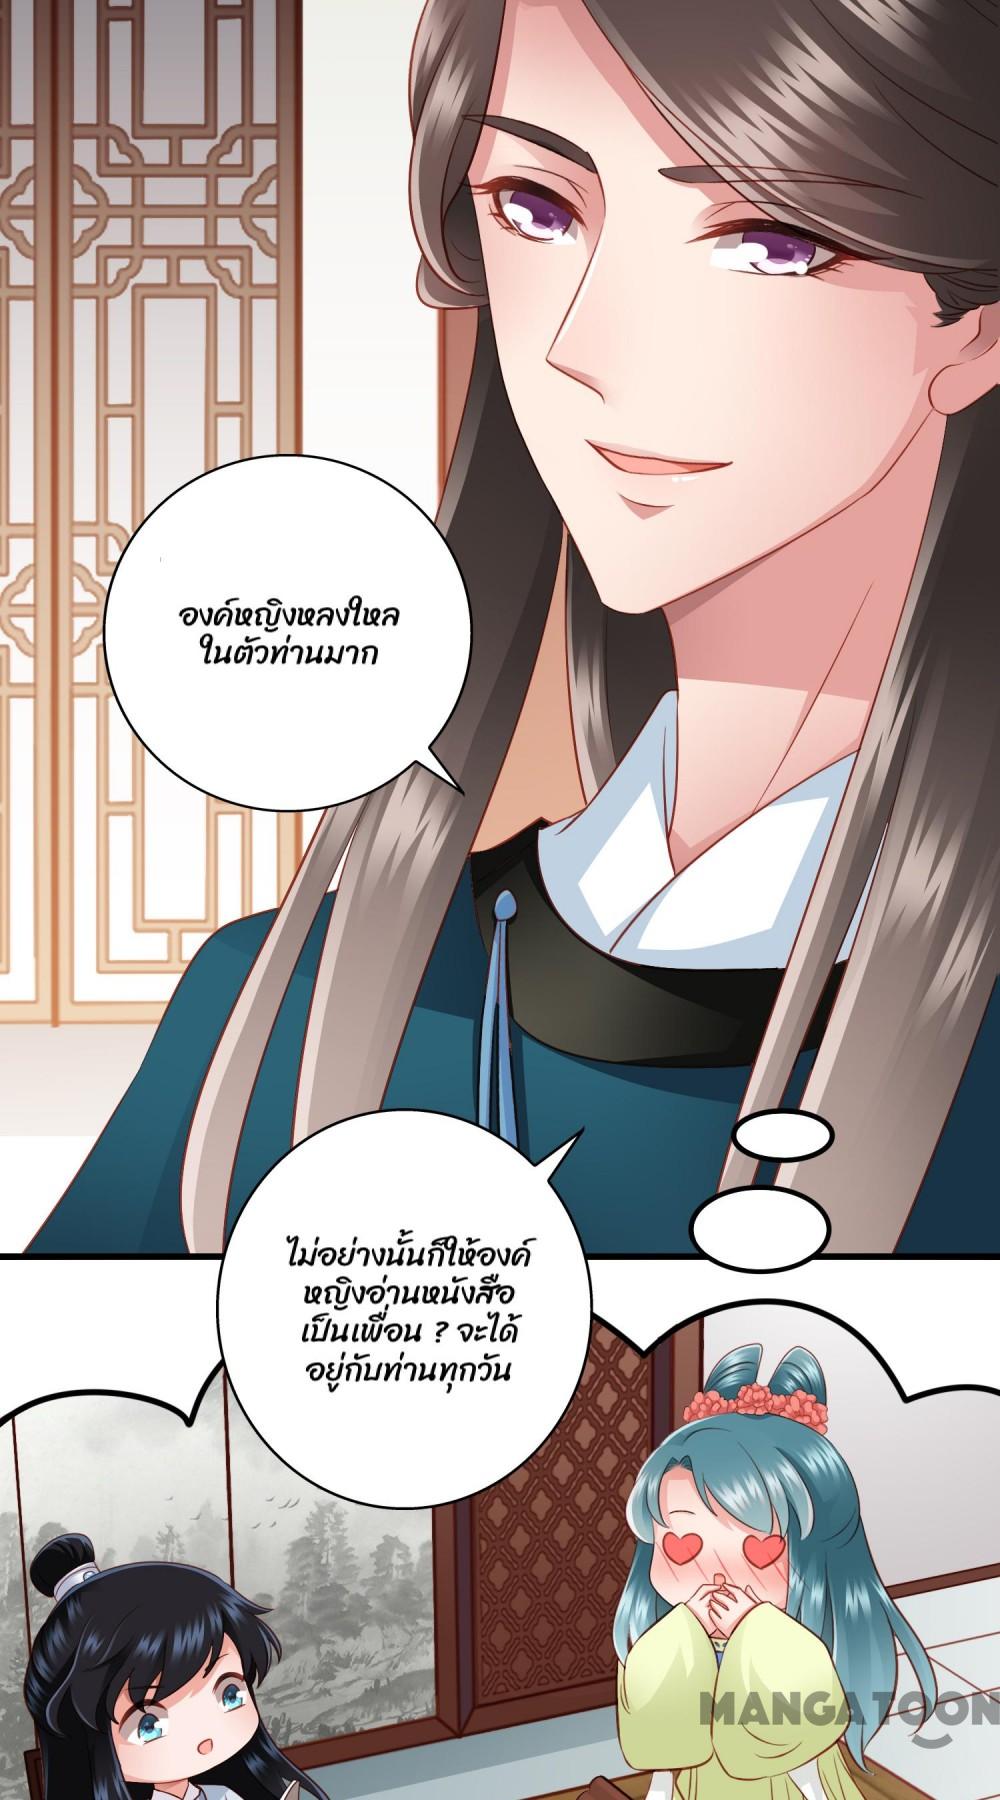 องค์หญิงหลงใหล
ในตัวท่านมาก
ไม่อย่างนั้นก็ให้องค์
หญิงอ่านหนังสือ
เป็นเพื่อน ? จะได้
อยู่กับท่านทุกวัน
MANGATOON